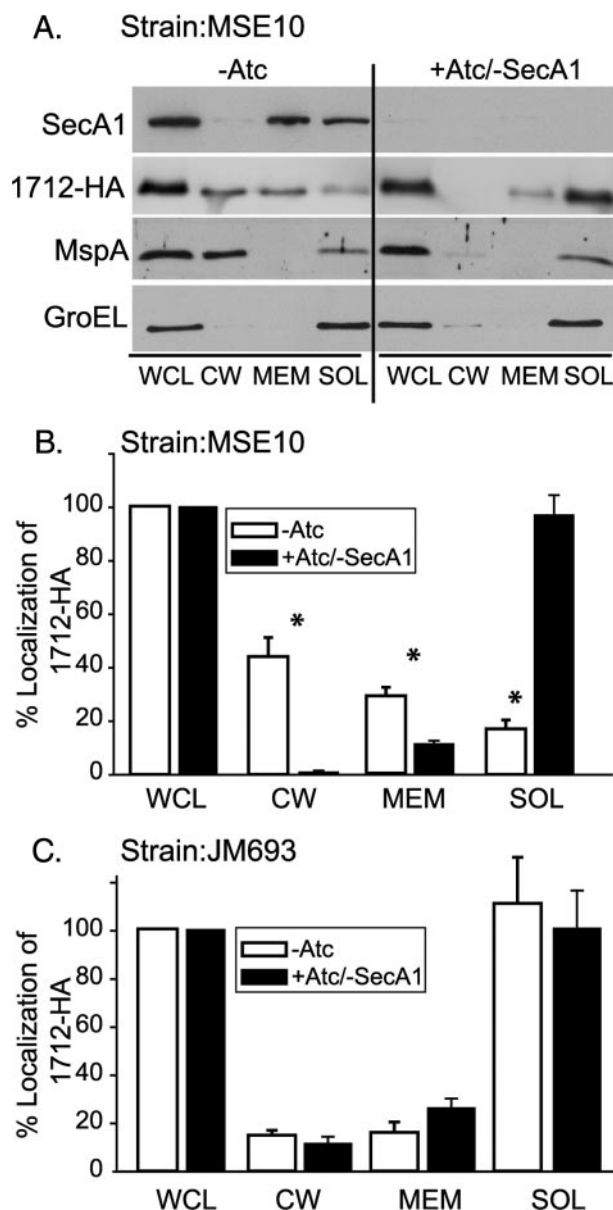 A. Strain:MSE10
-Atc +Atc/-SecA1
SecA1
1712-HA
MspA
GroEL
WCL CW MEM SOL WCL CW MEM SOL
B. Strain:MSE10
% Localization of
1712-HA
100
80
60
40
20
0
-Atc
+Atc/-SecA1
*
*
*
WCL CW MEM SOL
C. Strain:JM693
% Localization of
1712-HA
100
80
60
40
20
0
-Atc
+Atc/-SecA1
WCL CW MEM SOL